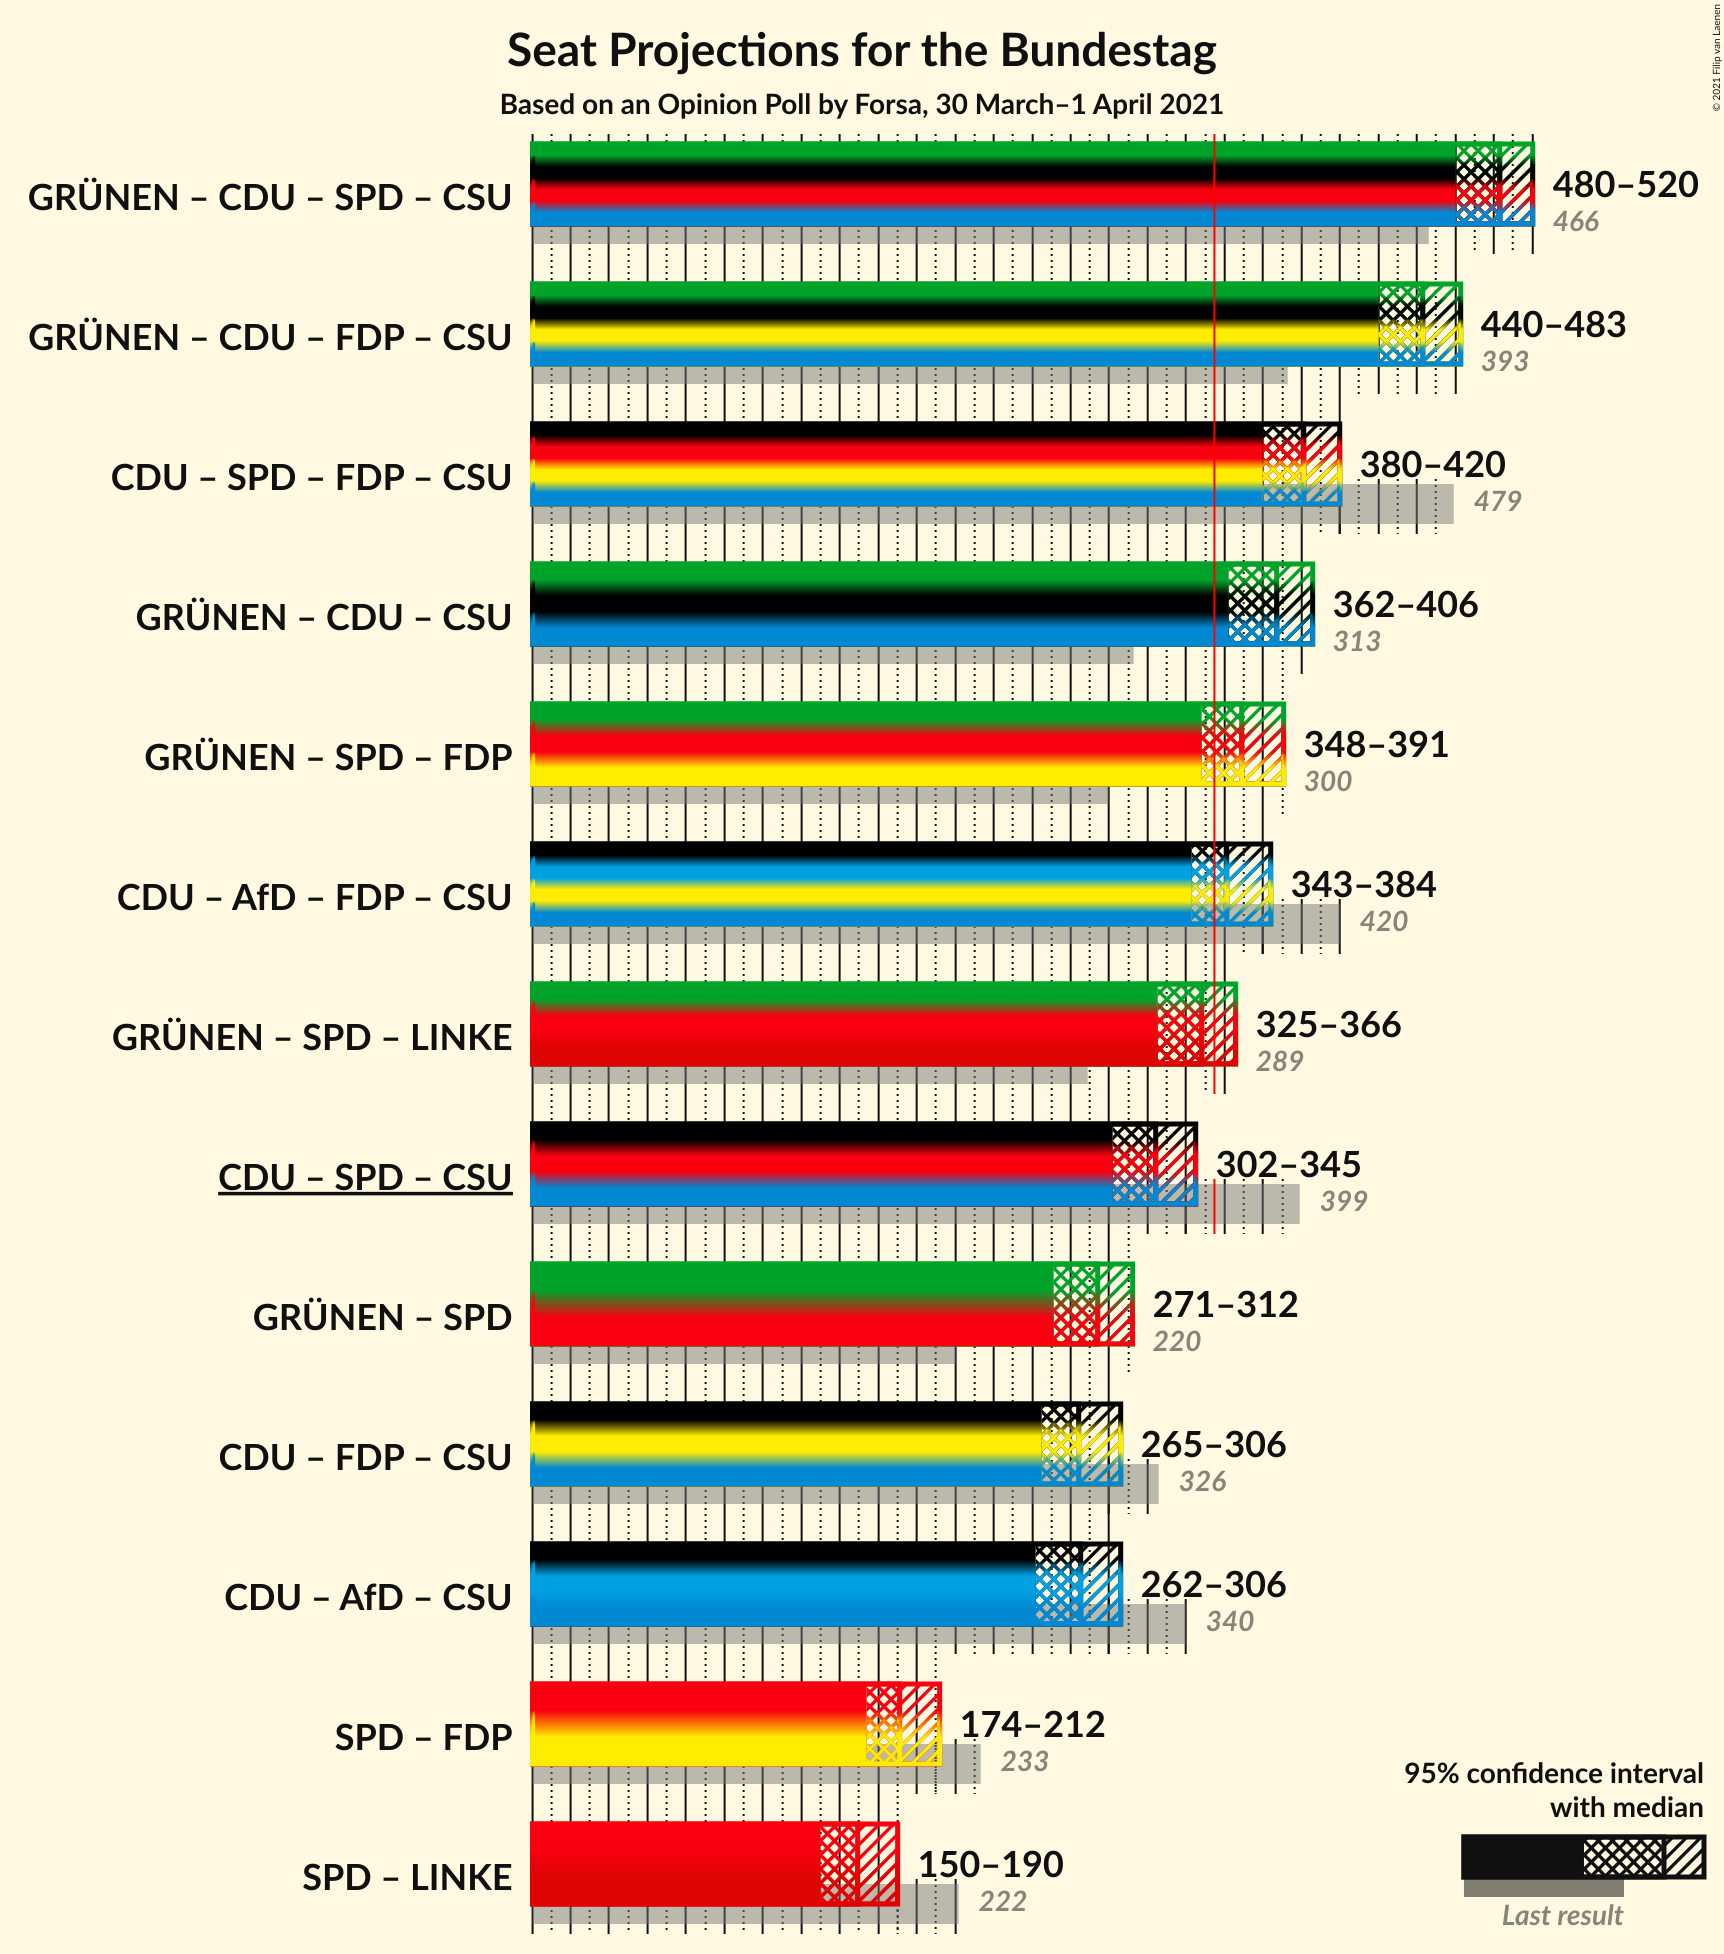 © 2021 Filip van Laenen
Seat Projections for the Bundestag
Based on an Opinion Poll by Forsa, 30 March–1 April 2021
GRÜNEN – CDU – SPD – CSU
480–520
466
GRÜNEN – CDU – FDP – CSU
440–483
393
CDU – SPD – FDP – CSU
380–420
479
GRÜNEN – CDU – CSU
362–406
313
GRÜNEN – SPD – FDP
348–391
300
CDU – AfD – FDP – CSU
343–384
420
GRÜNEN – SPD – LINKE
325–366
289
CDU – SPD – CSU
302–345
399
GRÜNEN – SPD
271–312
220
CDU – FDP – CSU
265–306
326
CDU – AfD – CSU
262–306
340
SPD – FDP
174–212
233
SPD – LINKE
150–190
222
95% confidence interval
with median
Last result